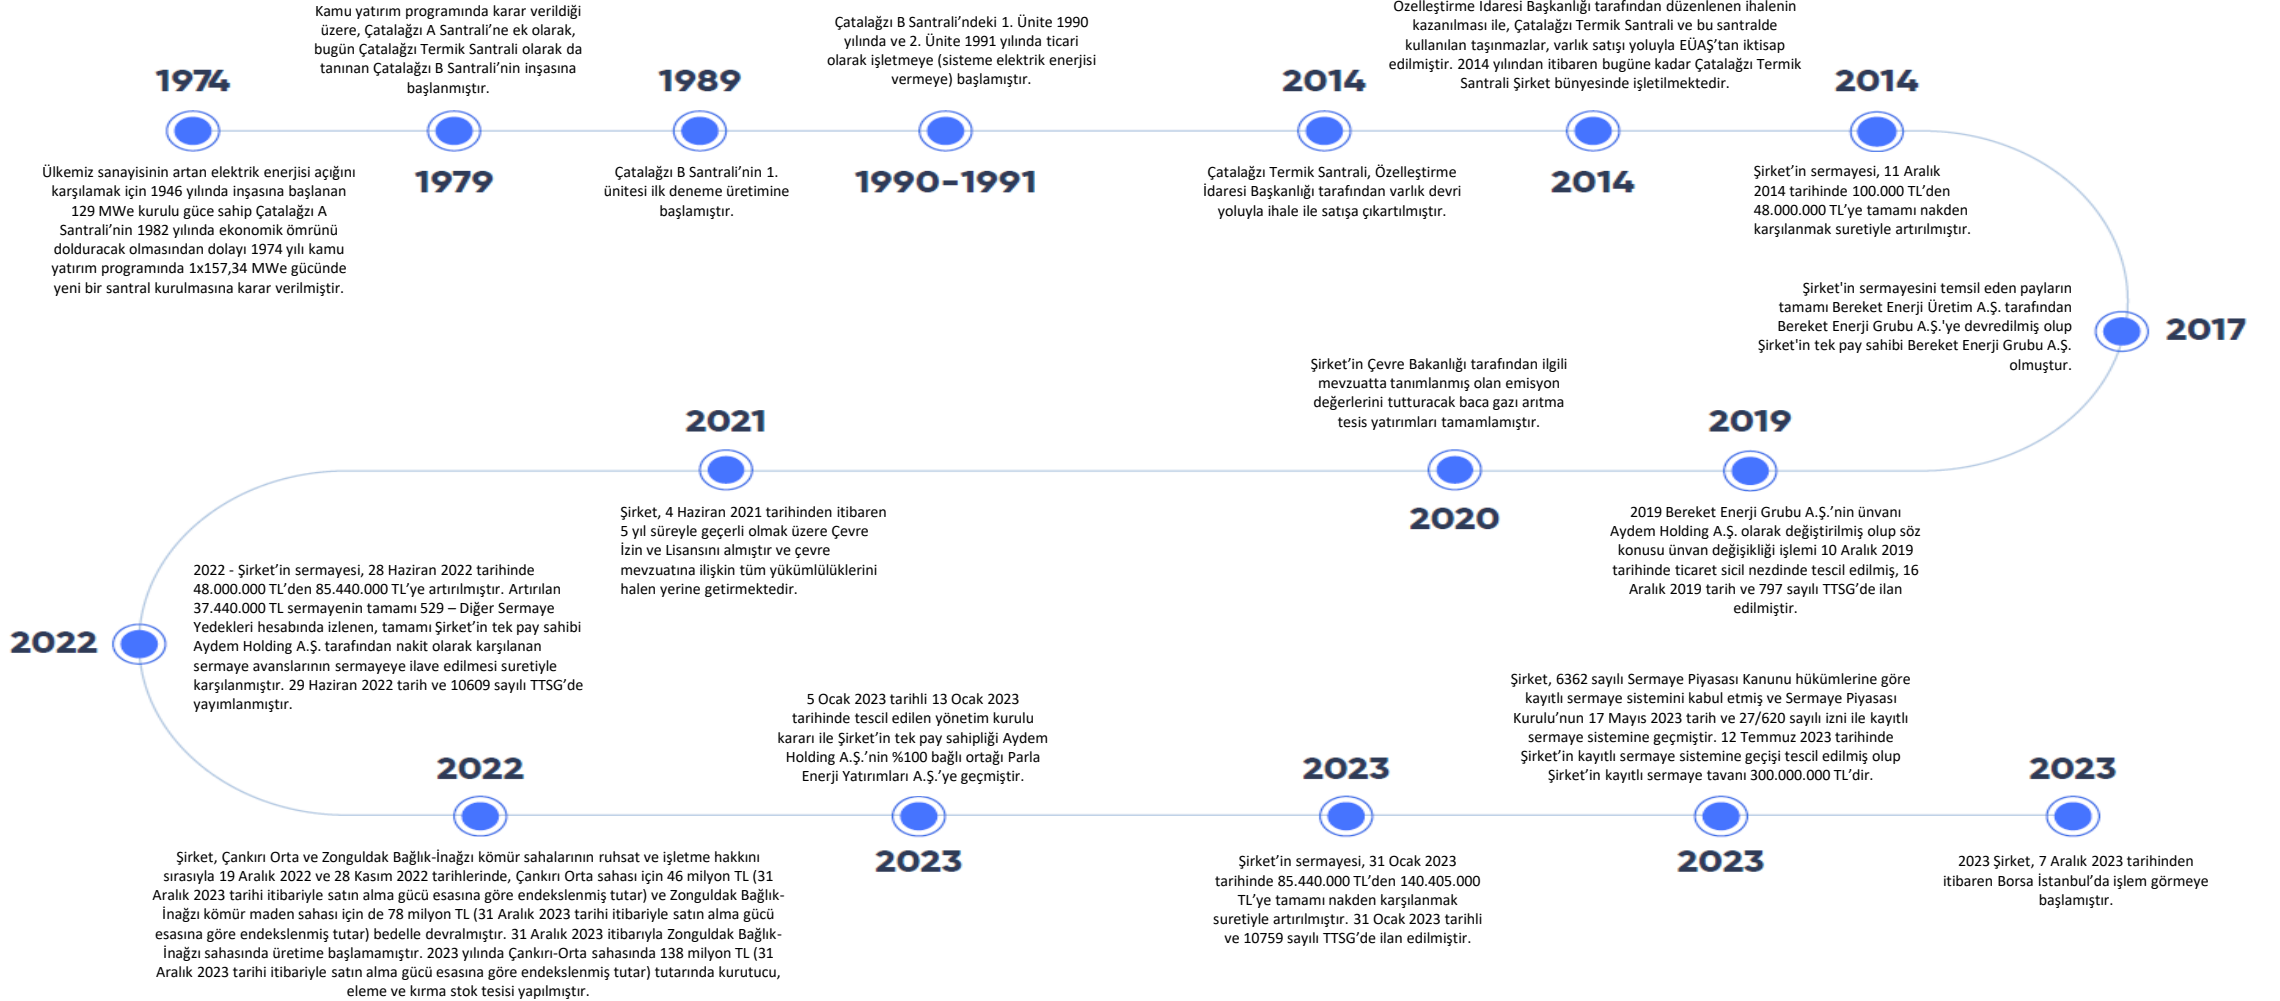 1974
Ülkemiz sanayisinin artan elektrik enerjisi açığını
karşılamak için 1946 yılında inşasına başlanan
129 MWe kurulu güce sahip Çatalağzı A
Santrali’nin 1982 yılında ekonomik ömrünü
dolduracak olmasından dolayı 1974 yılı kamu
yatırım programında 1x157,34 MWe gücünde
yeni bir santral kurulmasına karar verilmiştir.
Kamu yatırım programında karar verildiği
üzere, Çatalağzı A Santrali’ne ek olarak,
bugün Çatalağzı Termik Santrali olarak da
tanınan Çatalağzı B Santrali’nin inşasına
başlanmıştır.
1979
1989
Çatalağzı B Santrali’nin 1.
ünitesi ilk deneme üretimine
başlamıştır.
Çatalağzı B Santrali’ndeki 1. Ünite 1990
yılında ve 2. Ünite 1991 yılında ticari
olarak işletmeye (sisteme elektrik enerjisi
vermeye) başlamıştır.
1990-1991
2014
Çatalağzı Termik Santrali, Özelleştirme
İdaresi Başkanlığı tarafından varlık devri
yoluyla ihale ile satışa çıkartılmıştır.
Özelleştirme İdaresi Başkanlığı tarafından düzenlenen ihalenin
kazanılması ile, Çatalağzı Termik Santrali ve bu santralde
kullanılan taşınmazlar, varlık satışı yoluyla EÜAŞ’tan iktisap
edilmiştir. 2014 yılından itibaren bugüne kadar Çatalağzı Termik
Santrali Şirket bünyesinde işletilmektedir.
2014
2014
Şirket’in sermayesi, 11 Aralık
2014 tarihinde 100.000 TL’den
48.000.000 TL’ye tamamı nakden
karşılanmak suretiyle artırılmıştır.
Şirket'in sermayesini temsil eden payların
tamamı Bereket Enerji Üretim A.Ş. tarafından
Bereket Enerji Grubu A.Ş.'ye devredilmiş olup
Şirket'in tek pay sahibi Bereket Enerji Grubu A.Ş.
olmuştur.
2017
2019
2019 Bereket Enerji Grubu A.Ş.’nin ünvanı
Aydem Holding A.Ş. olarak değiştirilmiş olup söz
konusu ünvan değişikliği işlemi 10 Aralık 2019
tarihinde ticaret sicil nezdinde tescil edilmiş, 16
Aralık 2019 tarih ve 797 sayılı TTSG’de ilan
edilmiştir.
Şirket’in Çevre Bakanlığı tarafından ilgili
mevzuatta tanımlanmış olan emisyon
değerlerini tutturacak baca gazı arıtma
tesis yatırımları tamamlamıştır.
2020
2021
Şirket, 4 Haziran 2021 tarihinden itibaren
5 yıl süreyle geçerli olmak üzere Çevre
İzin ve Lisansını almıştır ve çevre
mevzuatına ilişkin tüm yükümlülüklerini
halen yerine getirmektedir.
2022
2022 - Şirket’in sermayesi, 28 Haziran 2022 tarihinde
48.000.000 TL’den 85.440.000 TL’ye artırılmıştır. Artırılan
37.440.000 TL sermayenin tamamı 529 – Diğer Sermaye
Yedekleri hesabında izlenen, tamamı Şirket’in tek pay sahibi
Aydem Holding A.Ş. tarafından nakit olarak karşılanan
sermaye avanslarının sermayeye ilave edilmesi suretiyle
karşılanmıştır. 29 Haziran 2022 tarih ve 10609 sayılı TTSG’de
yayımlanmıştır.
2022
Şirket, Çankırı Orta ve Zonguldak Bağlık-İnağzı kömür sahalarının ruhsat ve işletme hakkını
sırasıyla 19 Aralık 2022 ve 28 Kasım 2022 tarihlerinde, Çankırı Orta sahası için 46 milyon TL (31
Aralık 2023 tarihi itibariyle satın alma gücü esasına göre endekslenmiş tutar) ve Zonguldak Bağlık-
İnağzı kömür maden sahası için de 78 milyon TL (31 Aralık 2023 tarihi itibariyle satın alma gücü
esasına göre endekslenmiş tutar) bedelle devralmıştır. 31 Aralık 2023 itibarıyla Zonguldak Bağlık-
İnağzı sahasında üretime başlamamıştır. 2023 yılında Çankırı-Orta sahasında 138 milyon TL (31
Aralık 2023 tarihi itibariyle satın alma gücü esasına göre endekslenmiş tutar) tutarında kurutucu,
eleme ve kırma stok tesisi yapılmıştır.
5 Ocak 2023 tarihli 13 Ocak 2023
tarihinde tescil edilen yönetim kurulu
kararı ile Şirket’in tek pay sahipliği Aydem
Holding A.Ş.’nin %100 bağlı ortağı Parla
Enerji Yatırımları A.Ş.’ye geçmiştir.
2023
2023
Şirket’in sermayesi, 31 Ocak 2023
tarihinde 85.440.000 TL’den 140.405.000
TL’ye tamamı nakden karşılanmak
suretiyle artırılmıştır. 31 Ocak 2023 tarihli
ve 10759 sayılı TTSG’de ilan edilmiştir.
Şirket, 6362 sayılı Sermaye Piyasası Kanunu hükümlerine göre
kayıtlı sermaye sistemini kabul etmiş ve Sermaye Piyasası
Kurulu’nun 17 Mayıs 2023 tarih ve 27/620 sayılı izni ile kayıtlı
sermaye sistemine geçmiştir. 12 Temmuz 2023 tarihinde
Şirket’in kayıtlı sermaye sistemine geçişi tescil edilmiş olup
Şirket’in kayıtlı sermaye tavanı 300.000.000 TL’dir.
2023
2023
2023 Şirket, 7 Aralık 2023 tarihinden
itibaren Borsa İstanbul’da işlem görmeye
başlamıştır.